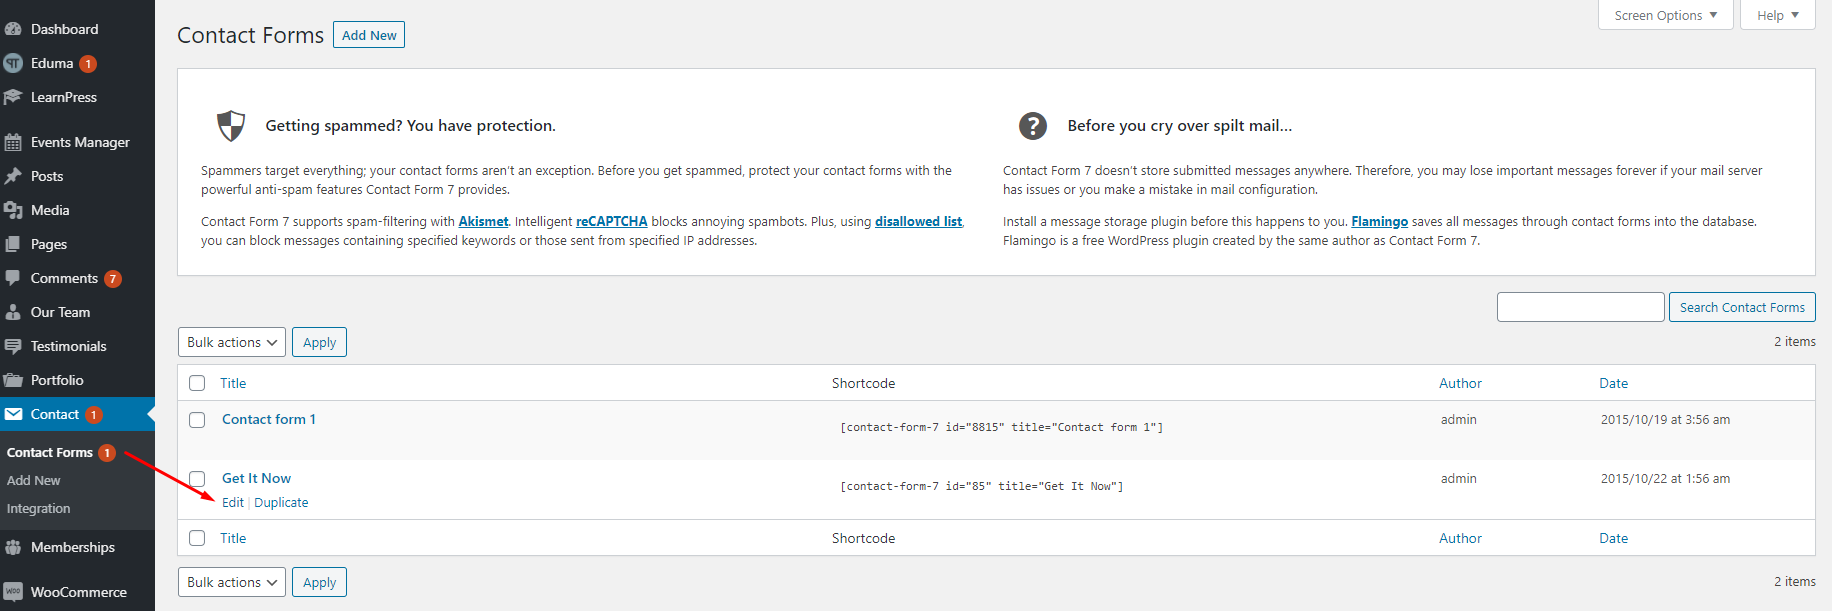 Dashboard
Eduma 1
LearnPress
Events Manager
Posts
Media
Pages
Comments 7
Our Team
Testimonials
Portfolio
Contact 1
Contact Forms 1
Add New
Integration
Memberships
WooCommerce
Screen Options ▼
Help ▼
Contact Forms Add New
Getting spammed? You have protection.
Spammers target everything; your contact forms aren’t an exception. Before you get spammed, protect your contact forms with the
powerful anti-spam features Contact Form 7 provides.
Contact Form 7 supports spam-filtering with Akismet. Intelligent reCAPTCHA blocks annoying spambots. Plus, using disallowed list,
you can block messages containing specified keywords or those sent from specified IP addresses.
? Before you cry over spilt mail…
Contact Form 7 doesn’t store submitted messages anywhere. Therefore, you may lose important messages forever if your mail server
has issues or you make a mistake in mail configuration.
Install a message storage plugin before this happens to you. Flamingo saves all messages through contact forms into the database.
Flamingo is a free WordPress plugin created by the same author as Contact Form 7.
Search Contact Forms
Bulk actions Apply 2 items
Title Shortcode Author Date
Contact form 1 [contact-form-7 id="8815" title="Contact form 1"] admin 2015/10/19 at 3:56 am
Get It Now [contact-form-7 id="85" title="Get It Now"] admin 2015/10/22 at 1:56 am
Edit | Duplicate
Title Shortcode Author Date
Bulk actions Apply 2 items